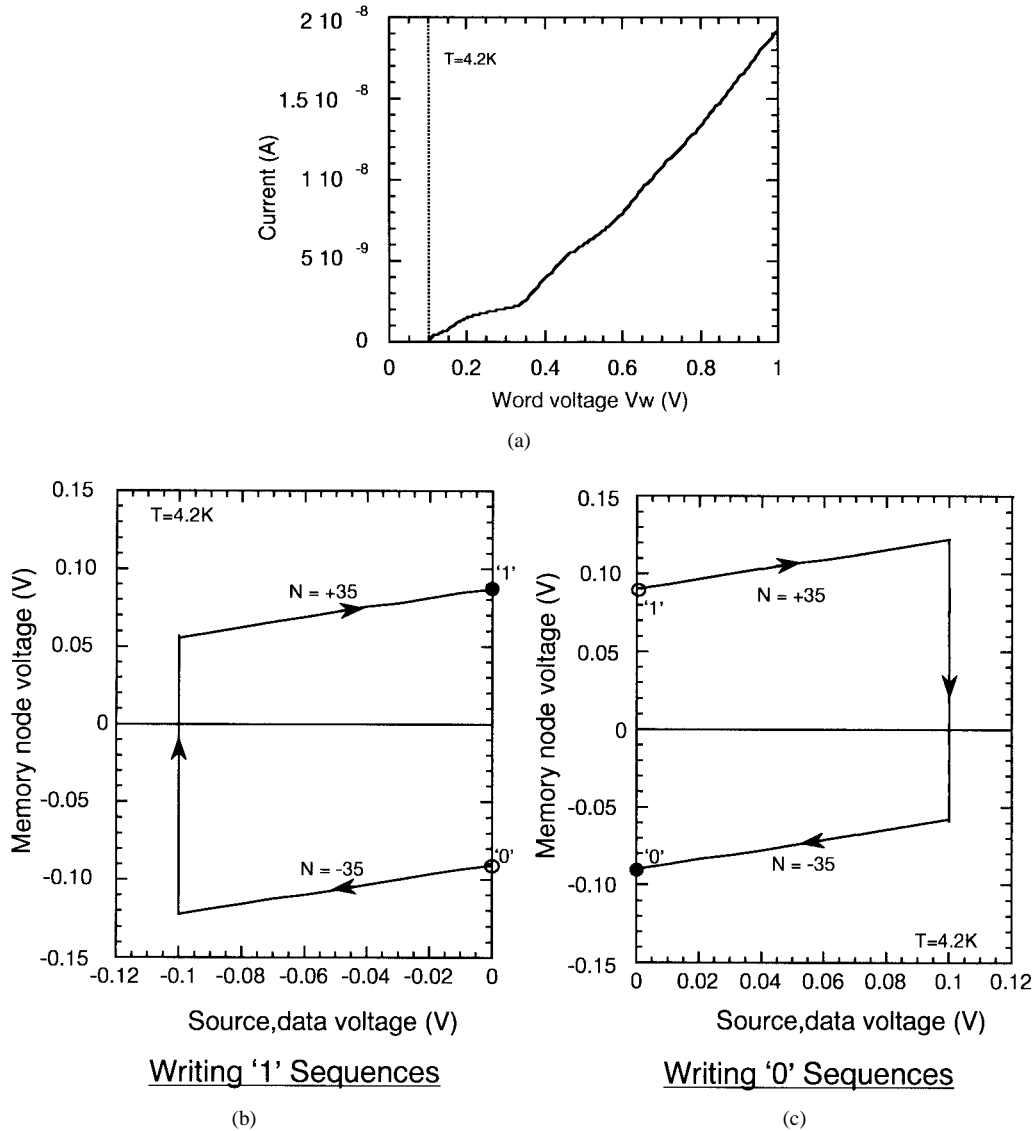 2 10 -8
T=4.2K
1.5 10 -8
1 10 -8
5 10 -9
0
Current (A)
0 0.2 0.4 0.6 0.8 1
Word voltage Vw (V)
(a)
0.15
0.10
0.05
0
-0.05
-0.10
-0.15
Memory node voltage (V)
T=4.2K
N = +35
'1'
'0'
N = -35
-0.12 -0.1 -0.08 -0.06 -0.04 -0.02 0
Source,data voltage (V)
Writing '1' Sequences
(b)
0.15
0.10
0.05
0
-0.05
-0.10
-0.15
Memory node voltage (V)
'1'
N = +35
'0'
N = -35
T=4.2K
0 0.02 0.04 0.06 0.08 0.1 0.12
Source,data voltage (V)
Writing '0' Sequences
(c)